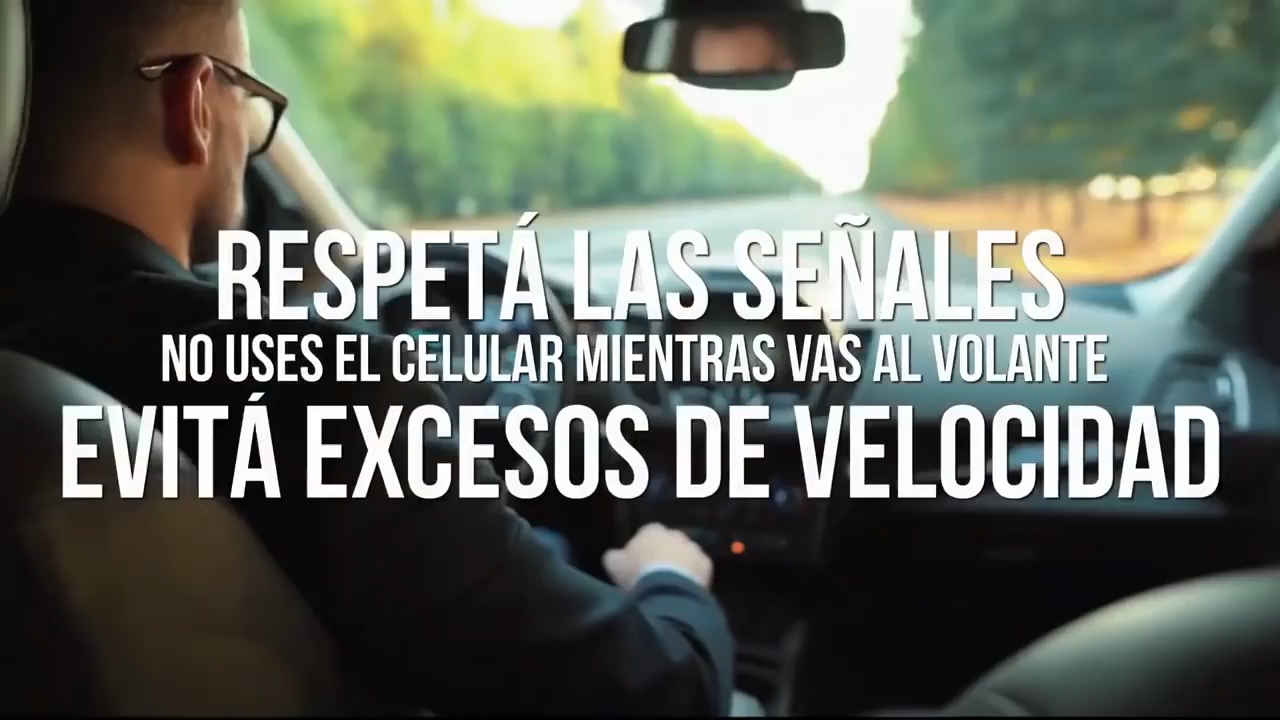 RESPETÁ LAS SEÑALES
NO USES EL CELULAR MIENTRAS VAS AL VOLANTE
EVITÁ EXCESOS DE VELOCIDAD